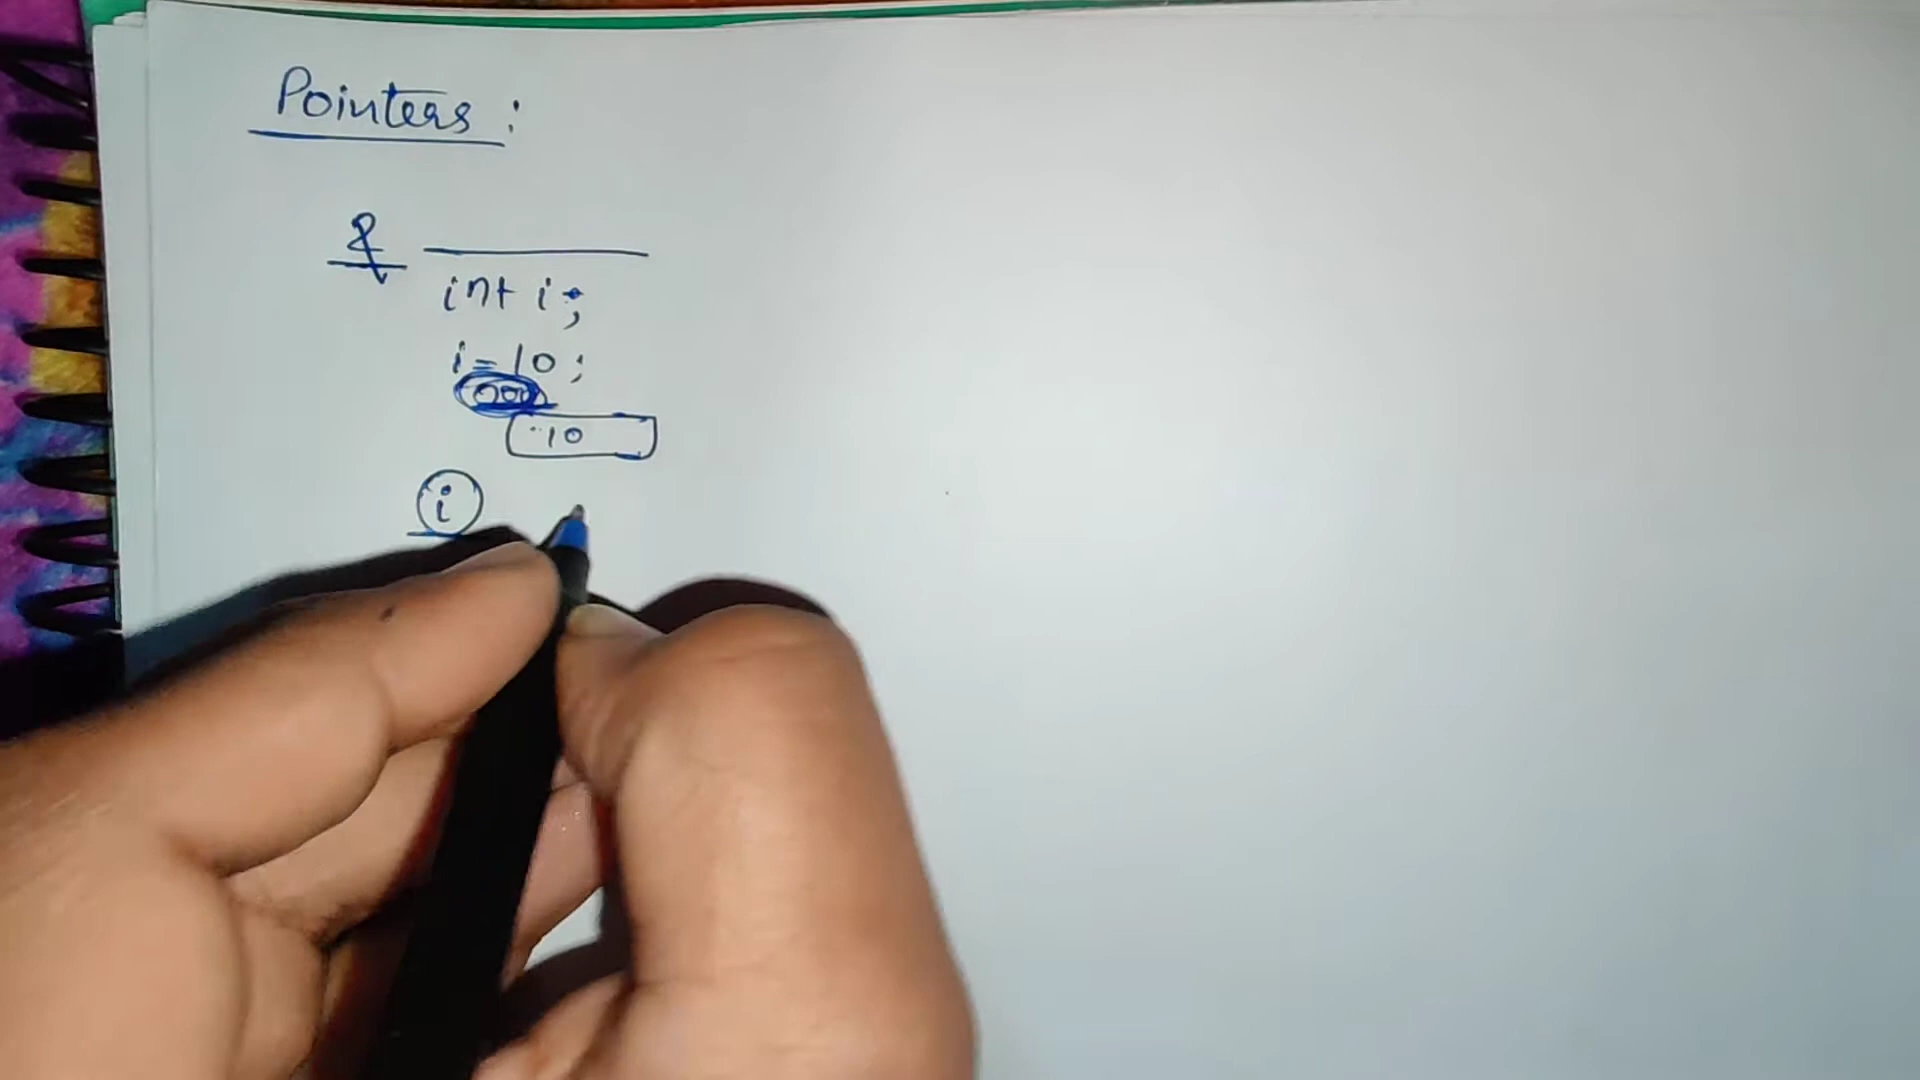 Pointers :
&
int i ;
i = 10 ;
10
i